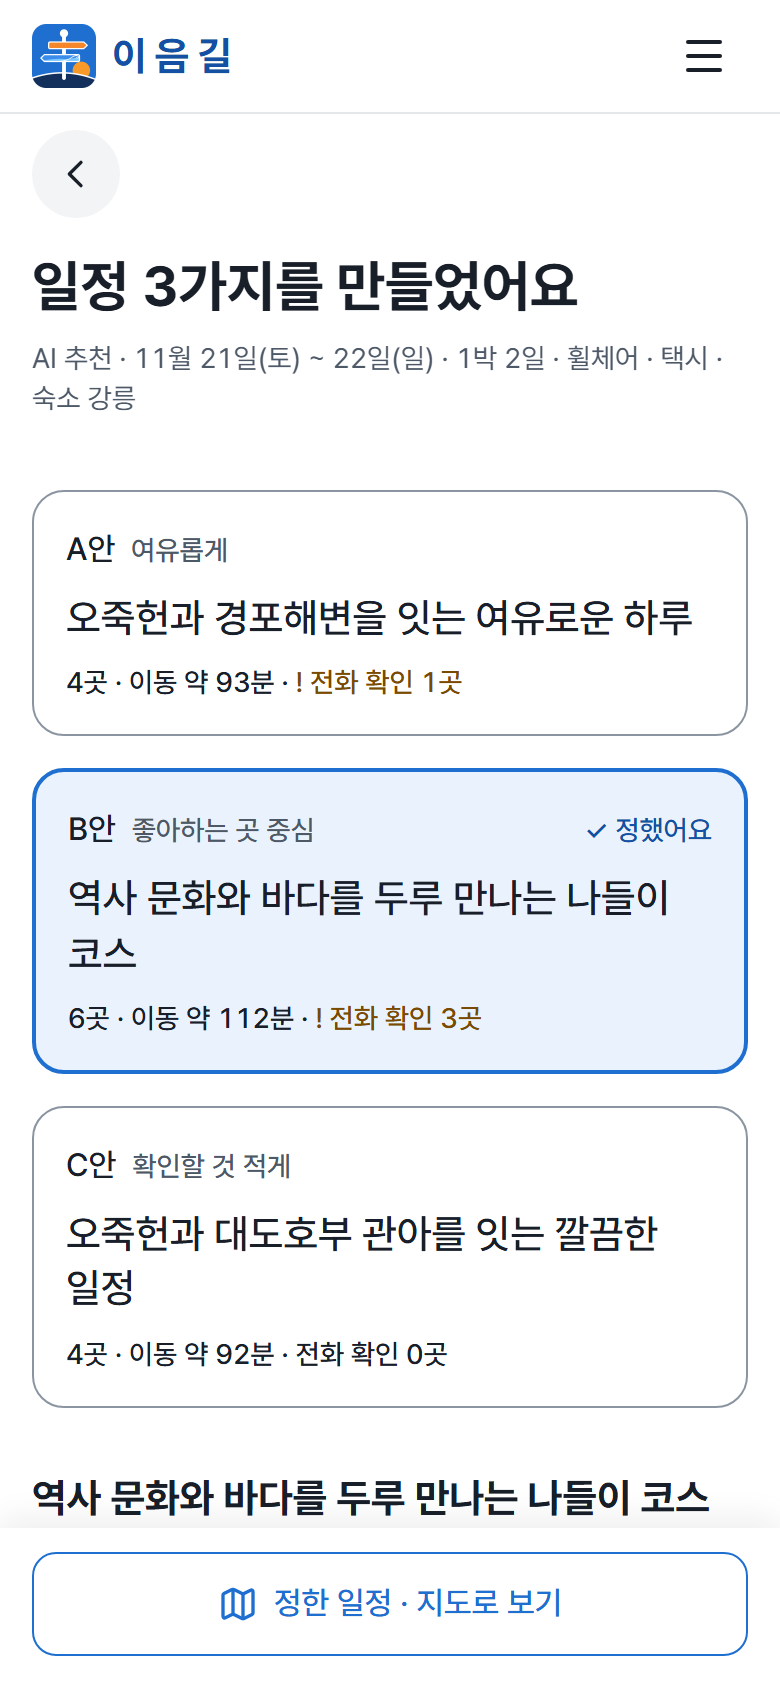 이음길
일정 3가지를 만들었어요
AI 추천 · 11월 21일(토) ~ 22일(일) · 1박 2일 · 휠체어 · 택시 ·
숙소 강릉
A안 여유롭게
오죽헌과 경포해변을 잇는 여유로운 하루
4곳 · 이동 약 93분 · ! 전화 확인 1곳
B안 좋아하는 곳 중심 ✓ 정했어요
역사 문화와 바다를 두루 만나는 나들이
코스
6곳 · 이동 약 112분 · ! 전화 확인 3곳
C안 확인할 것 적게
오죽헌과 대도호부 관아를 잇는 깔끔한
일정
4곳 · 이동 약 92분 · 전화 확인 0곳
역사 문화와 바다를 두루 만나는 나들이 코스
정한 일정 · 지도로 보기